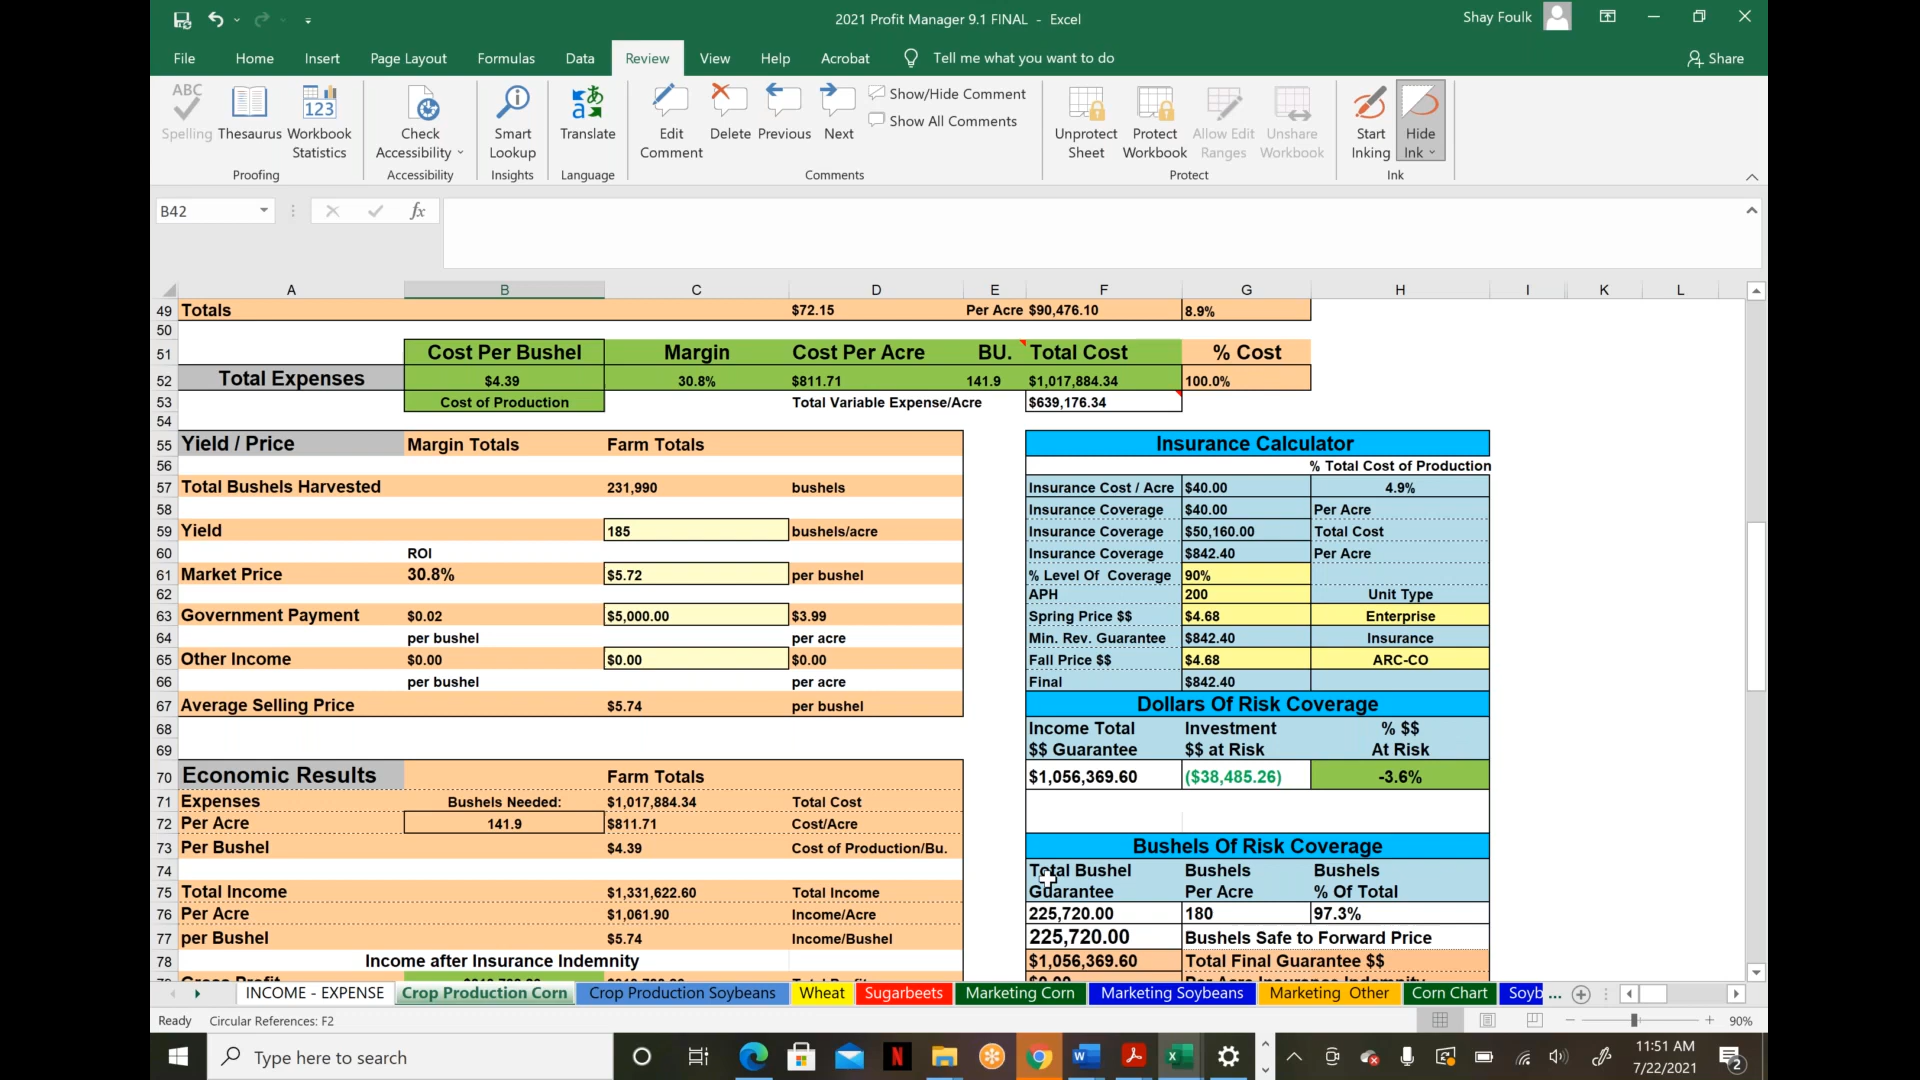 2021 Profit Manager 9.1 FINAL - Excel
Shay Foulk
File Home Insert Page Layout Formulas Data Review View Help Acrobat Tell me what you want to do Share
ABC Spelling
Thesaurus
123 Workbook Statistics
Proofing
Check Accessibility
Accessibility
Smart Lookup
Insights
Translate
Language
Edit Comment
Delete
Previous
Next
Show/Hide Comment
Show All Comments
Comments
Unprotect Sheet
Protect Workbook
Allow Edit Ranges
Unshare Workbook
Protect
Start Inking
Hide Ink
Ink
B42 fx
A B C D E F G H I K L
49 Totals $72.15 Per Acre $90,476.10 8.9%
50
51 Cost Per Bushel Margin Cost Per Acre BU. Total Cost % Cost
52 Total Expenses $4.39 30.8% $811.71 141.9 $1,017,884.34 100.0%
53 Cost of Production Total Variable Expense/Acre $639,176.34
54
55 Yield / Price Margin Totals Farm Totals Insurance Calculator
56 % Total Cost of Production
57 Total Bushels Harvested 231,990 bushels Insurance Cost / Acre $40.00 4.9%
58 Insurance Coverage $40.00 Per Acre
59 Yield 185 bushels/acre Insurance Coverage $50,160.00 Total Cost
60 ROI Insurance Coverage $842.40 Per Acre
61 Market Price 30.8% $5.72 per bushel % Level Of Coverage 90%
62 APH 200 Unit Type
63 Government Payment $0.02 $5,000.00 $3.99 Spring Price $$ $4.68 Enterprise
64 per bushel per acre Min. Rev. Guarantee $842.40 Insurance
65 Other Income $0.00 $0.00 $0.00 Fall Price $$ $4.68 ARC-CO
66 per bushel per acre Final $842.40
67 Average Selling Price $5.74 per bushel Dollars Of Risk Coverage
68 Income Total Investment % $$
69 $$ Guarantee $$ at Risk At Risk
70 Economic Results Farm Totals $1,056,369.60 ($38,485.26) -3.6%
71 Expenses Bushels Needed: $1,017,884.34 Total Cost
72 Per Acre 141.9 $811.71 Cost/Acre
73 Per Bushel $4.39 Cost of Production/Bu. Bushels Of Risk Coverage
74 Total Bushel Bushels Bushels
75 Total Income $1,331,622.60 Total Income Guarantee Per Acre % Of Total
76 Per Acre $1,061.90 Income/Acre 225,720.00 180 97.3%
77 per Bushel $5.74 Income/Bushel 225,720.00 Bushels Safe to Forward Price
78 Income after Insurance Indemnity $1,056,369.60 Total Final Guarantee $$
INCOME - EXPENSE Crop Production Corn Crop Production Soybeans Wheat Sugarbeets Marketing Corn Marketing Soybeans Marketing Other Corn Chart Soyb ...
Ready Circular References: F2 90%
Type here to search
11:51 AM
7/22/2021
2